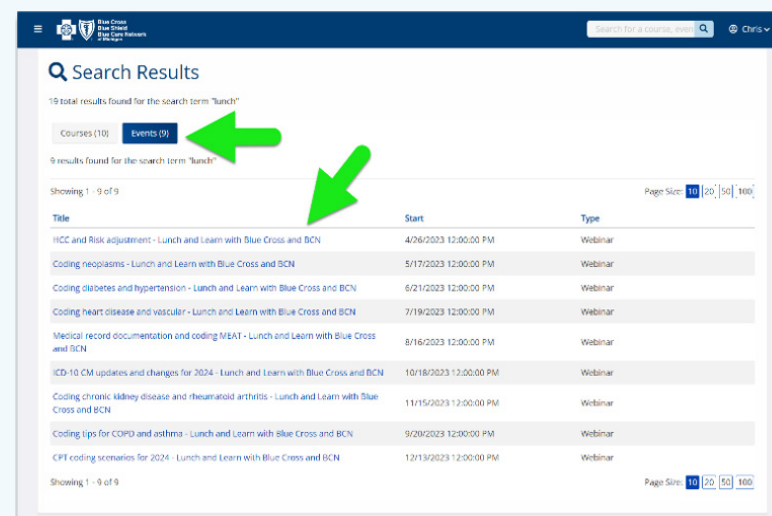 Blue Cross
Blue Shield
Blue Care Network
of Michigan
Search for a course, even
Chris
Search Results
19 total results found for the search term "lunch"
Courses (10) Events (9)
9 results found for the search term "lunch"
Showing 1 - 9 of 9 Page Size: 10 20 50 100
Title Start Type
HCC and Risk adjustment - Lunch and Learn with Blue Cross and BCN 4/26/2023 12:00:00 PM Webinar
Coding neoplasms - Lunch and Learn with Blue Cross and BCN 5/17/2023 12:00:00 PM Webinar
Coding diabetes and hypertension - Lunch and Learn with Blue Cross and BCN 6/21/2023 12:00:00 PM Webinar
Coding heart disease and vascular - Lunch and Learn with Blue Cross and BCN 7/19/2023 12:00:00 PM Webinar
Medical record documentation and coding MEAT - Lunch and Learn with Blue Cross
and BCN 8/16/2023 12:00:00 PM Webinar
ICD-10 CM updates and changes for 2024 - Lunch and Learn with Blue Cross and BCN 10/18/2023 12:00:00 PM Webinar
Coding chronic kidney disease and rheumatoid arthritis - Lunch and Learn with Blue
Cross and BCN 11/15/2023 12:00:00 PM Webinar
Coding tips for COPD and asthma - Lunch and Learn with Blue Cross and BCN 9/20/2023 12:00:00 PM Webinar
CPT coding scenarios for 2024 - Lunch and Learn with Blue Cross and BCN 12/13/2023 12:00:00 PM Webinar
Showing 1 - 9 of 9 Page Size: 10 20 50 100